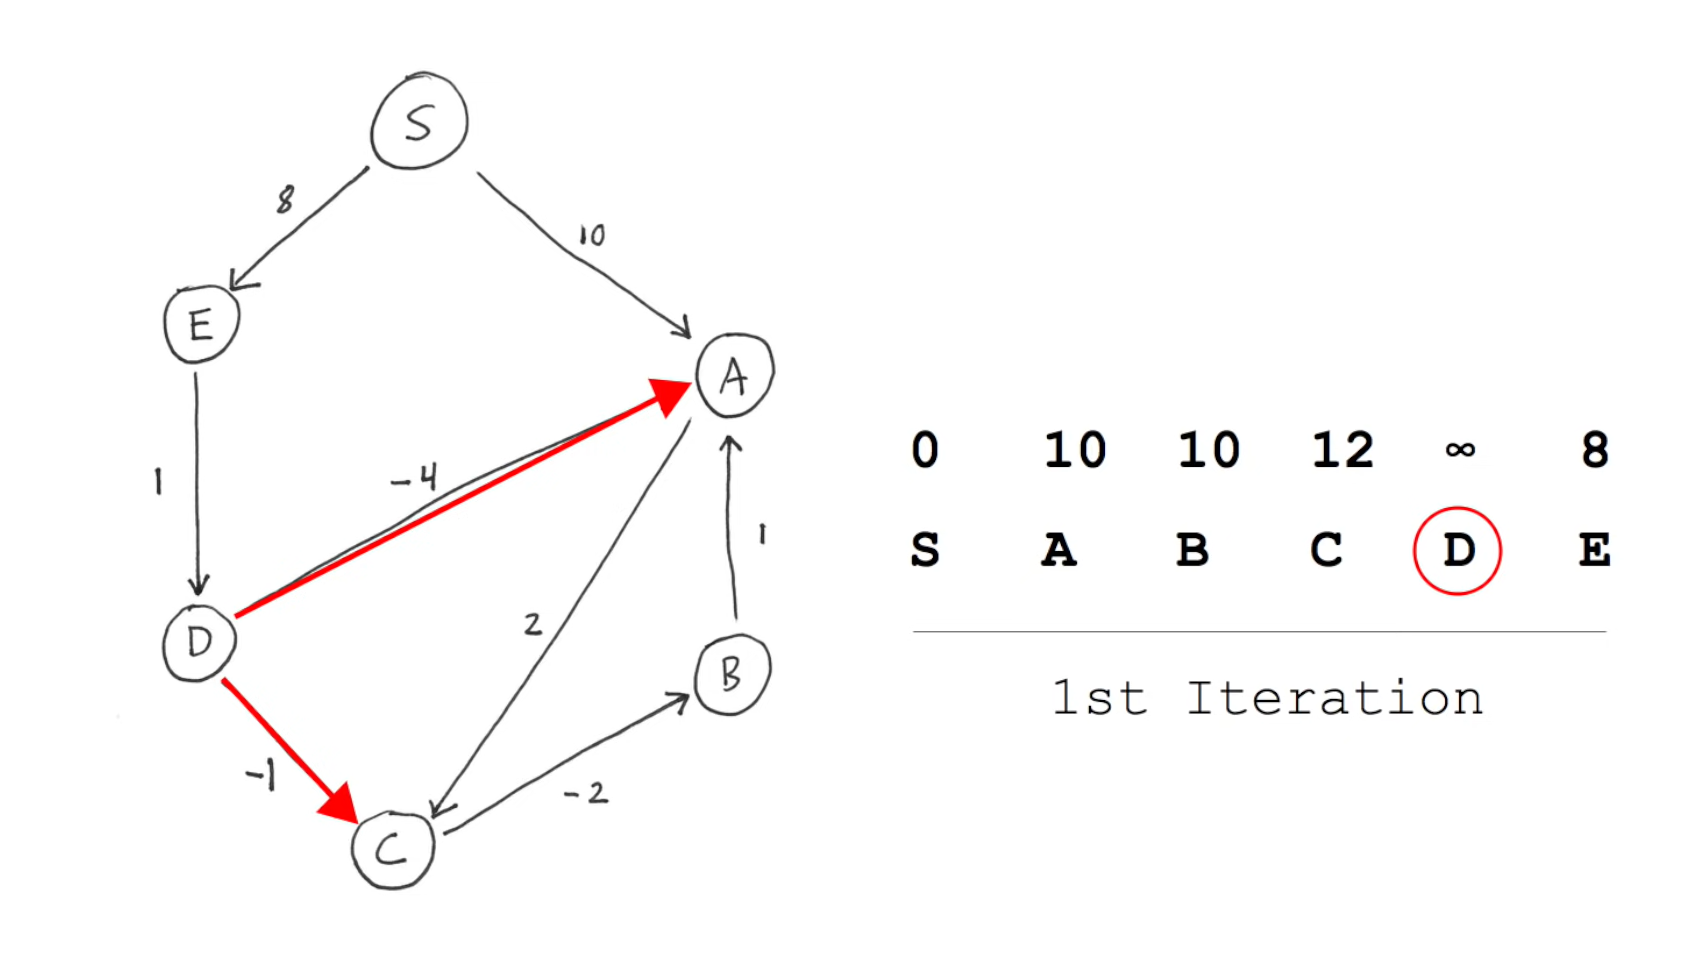 S
8
10
E
A
-4
1
1
2
D
B
-1
-2
C
0 10 10 12 ∞ 8
S A B C D E
1st Iteration